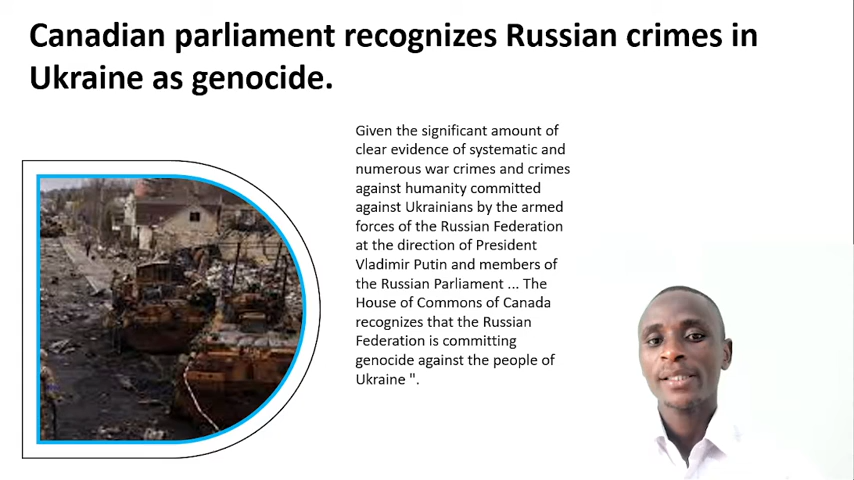 Canadian parliament recognizes Russian crimes in
Ukraine as genocide.
Given the significant amount of
clear evidence of systematic and
numerous war crimes and crimes
against humanity committed
against Ukrainians by the armed
forces of the Russian Federation
at the direction of President
Vladimir Putin and members of
the Russian Parliament ... The
House of Commons of Canada
recognizes that the Russian
Federation is committing
genocide against the people of
Ukraine ".